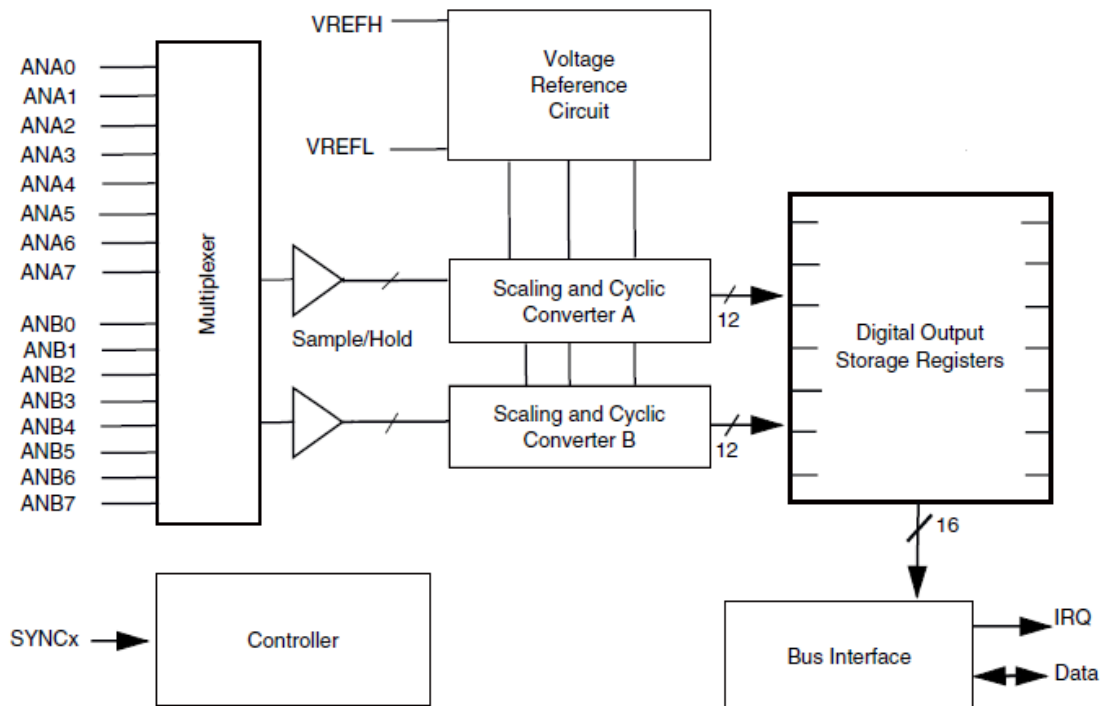 VREFH
Voltage
Reference
Circuit
VREFL
ANA0
ANA1
ANA2
ANA3
ANA4
ANA5
ANA6
ANA7
ANB0
ANB1
ANB2
ANB3
ANB4
ANB5
ANB6
ANB7
Multiplexer
Sample/Hold
Scaling and Cyclic
Converter A
12
Scaling and Cyclic
Converter B
12
Digital Output
Storage Registers
16
SYNCx
Controller
Bus Interface
IRQ
Data